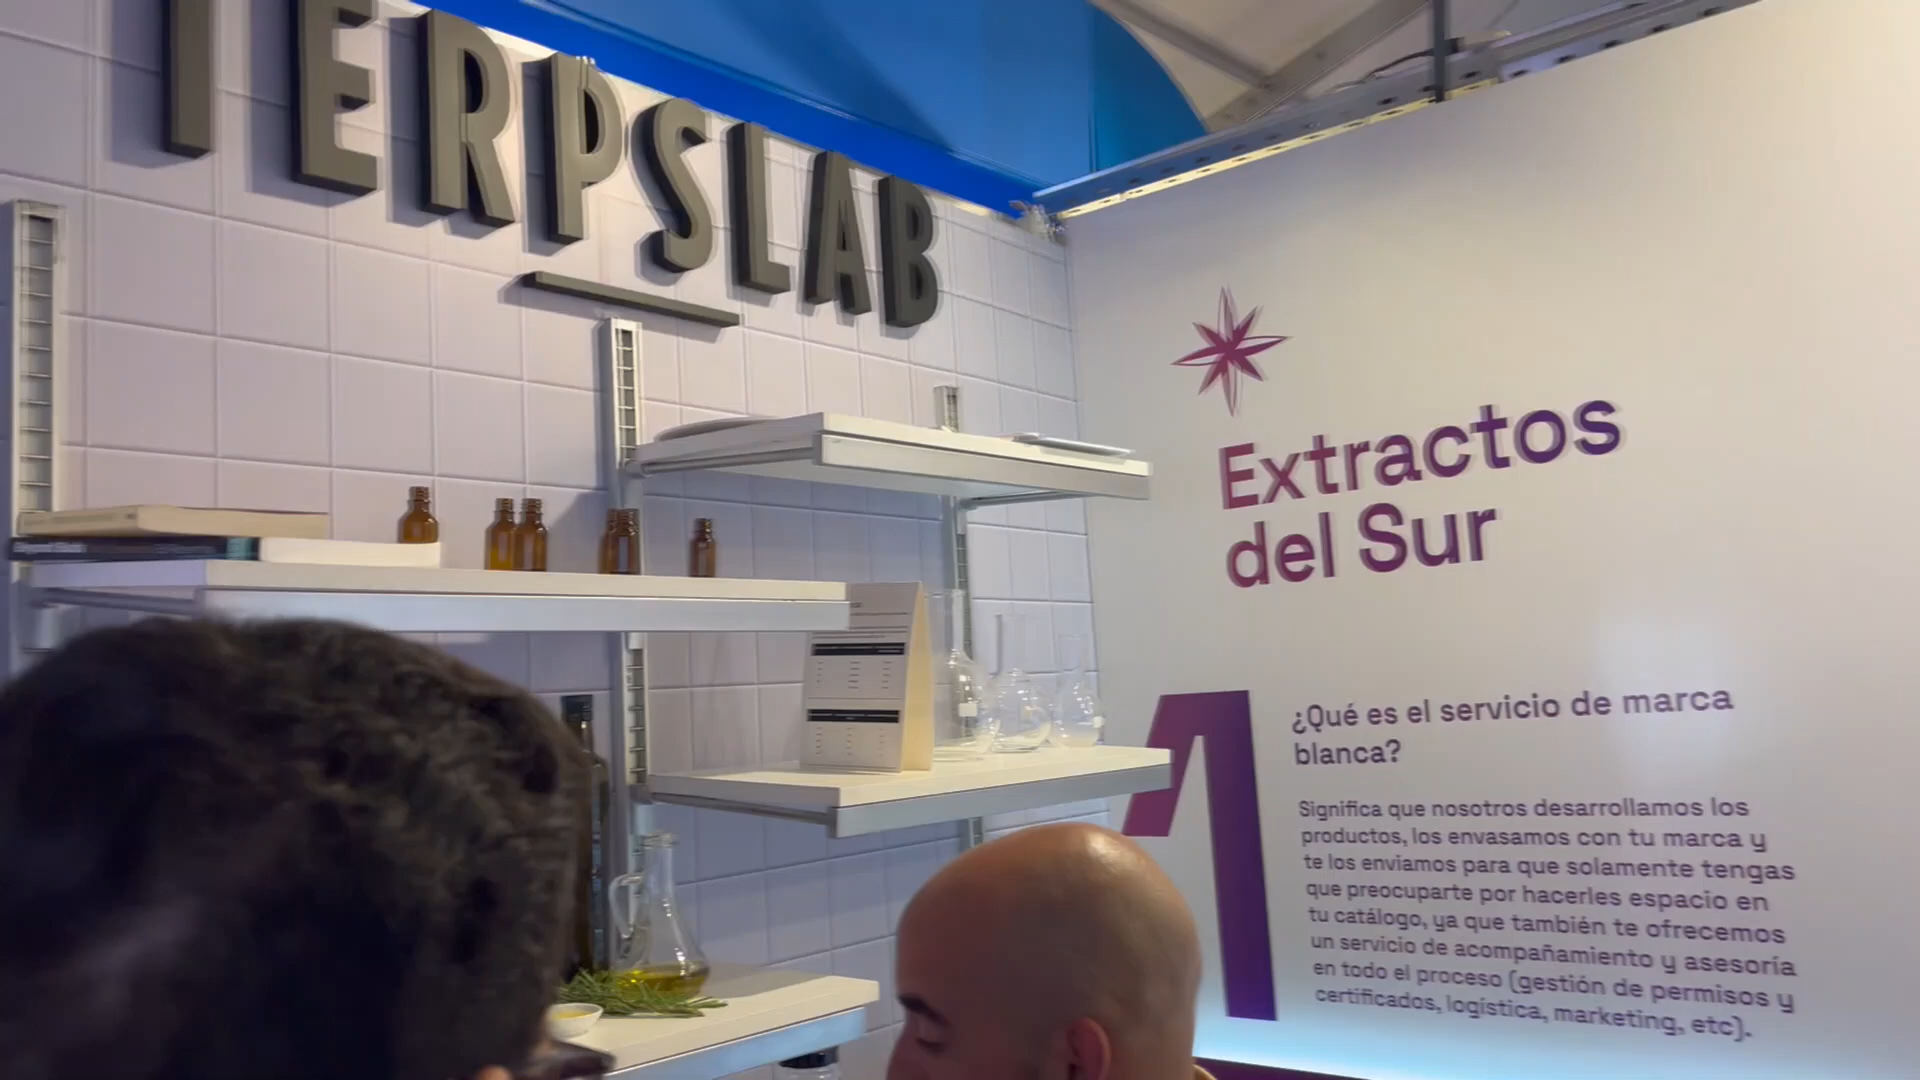 TERPSLAB
Extractos
del Sur
¿Qué es el servicio de marca
blanca?
Significa que nosotros desarrollamos los
productos, los envasamos con tu marca y
te los enviamos para que solamente tengas
que preocuparte por hacerles espacio en
tu catálogo, ya que también te ofrecemos
un servicio de acompañamiento y asesoría
en todo el proceso (gestión de permisos y
certificados, logística, marketing, etc).